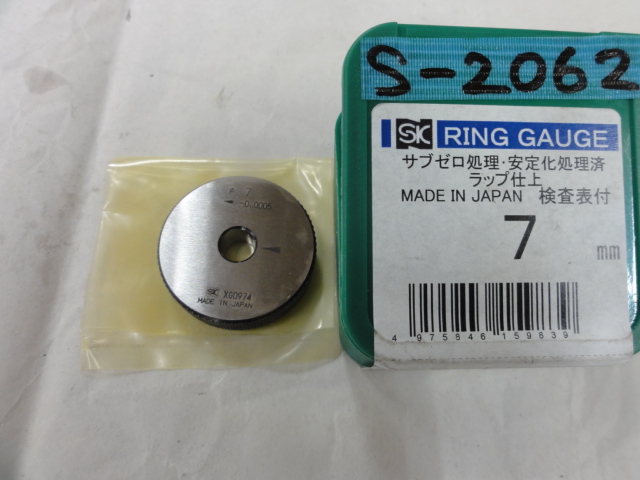 S-2062
SK RING GAUGE
サブゼロ処理・安定化処理済
ラップ仕上
MADE IN JAPAN 検査表付
7 mm
4 975846 159839
7
-0.0005
SK XG0974
MADE IN JAPAN